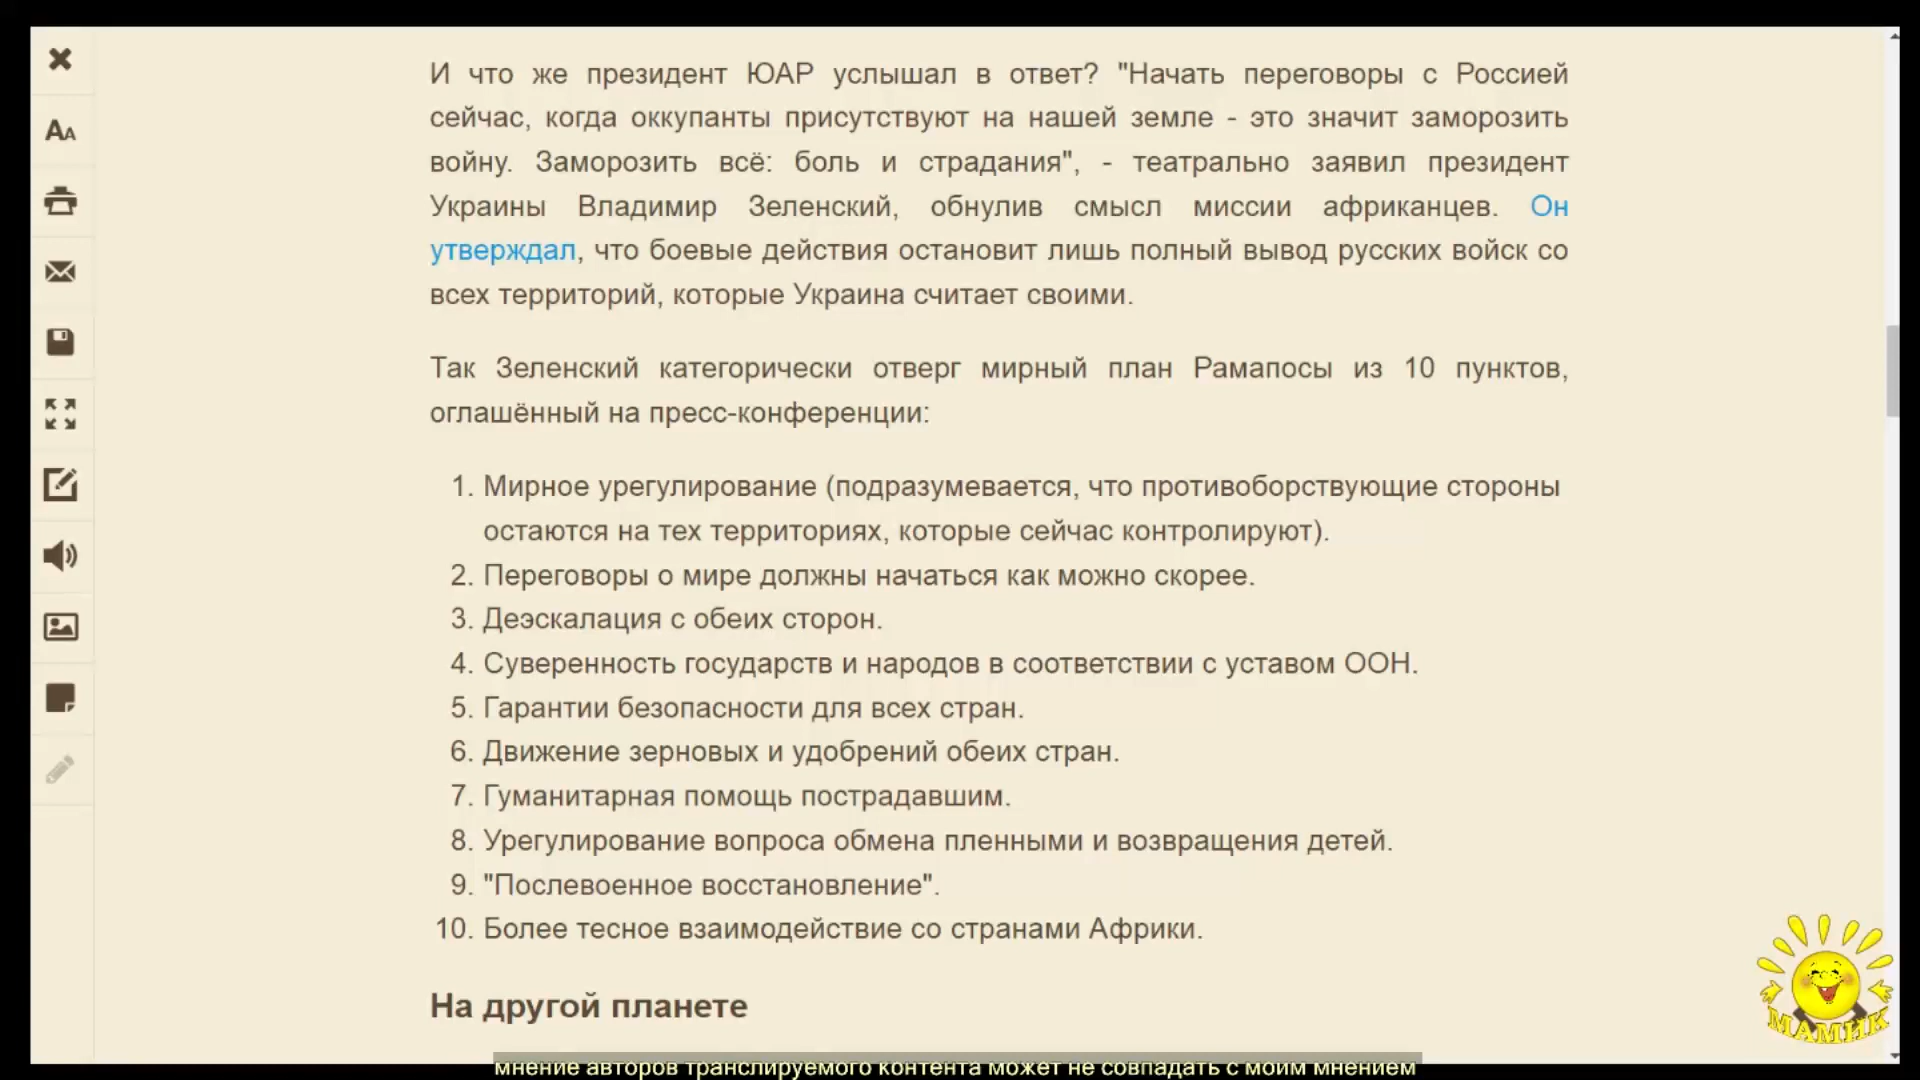 И что же президент ЮАР услышал в ответ? "Начать переговоры с Россией
сейчас, когда оккупанты присутствуют на нашей земле - это значит заморозить
войну. Заморозить всё: боль и страдания", - театрально заявил президент
Украины Владимир Зеленский, обнулив смысл миссии африканцев. Он
утверждал, что боевые действия остановит лишь полный вывод русских войск со
всех территорий, которые Украина считает своими.
Так Зеленский категорически отверг мирный план Рамапосы из 10 пунктов,
оглашённый на пресс-конференции:
1. Мирное урегулирование (подразумевается, что противоборствующие стороны
остаются на тех территориях, которые сейчас контролируют).
2. Переговоры о мире должны начаться как можно скорее.
3. Деэскалация с обеих сторон.
4. Суверенность государств и народов в соответствии с уставом ООН.
5. Гарантии безопасности для всех стран.
6. Движение зерновых и удобрений обеих стран.
7. Гуманитарная помощь пострадавшим.
8. Урегулирование вопроса обмена пленными и возвращения детей.
9. "Послевоенное восстановление".
10. Более тесное взаимодействие со странами Африки.
На другой планете
МАМИК
мнение авторов транслируемого контента может не совпадать с моим мнением